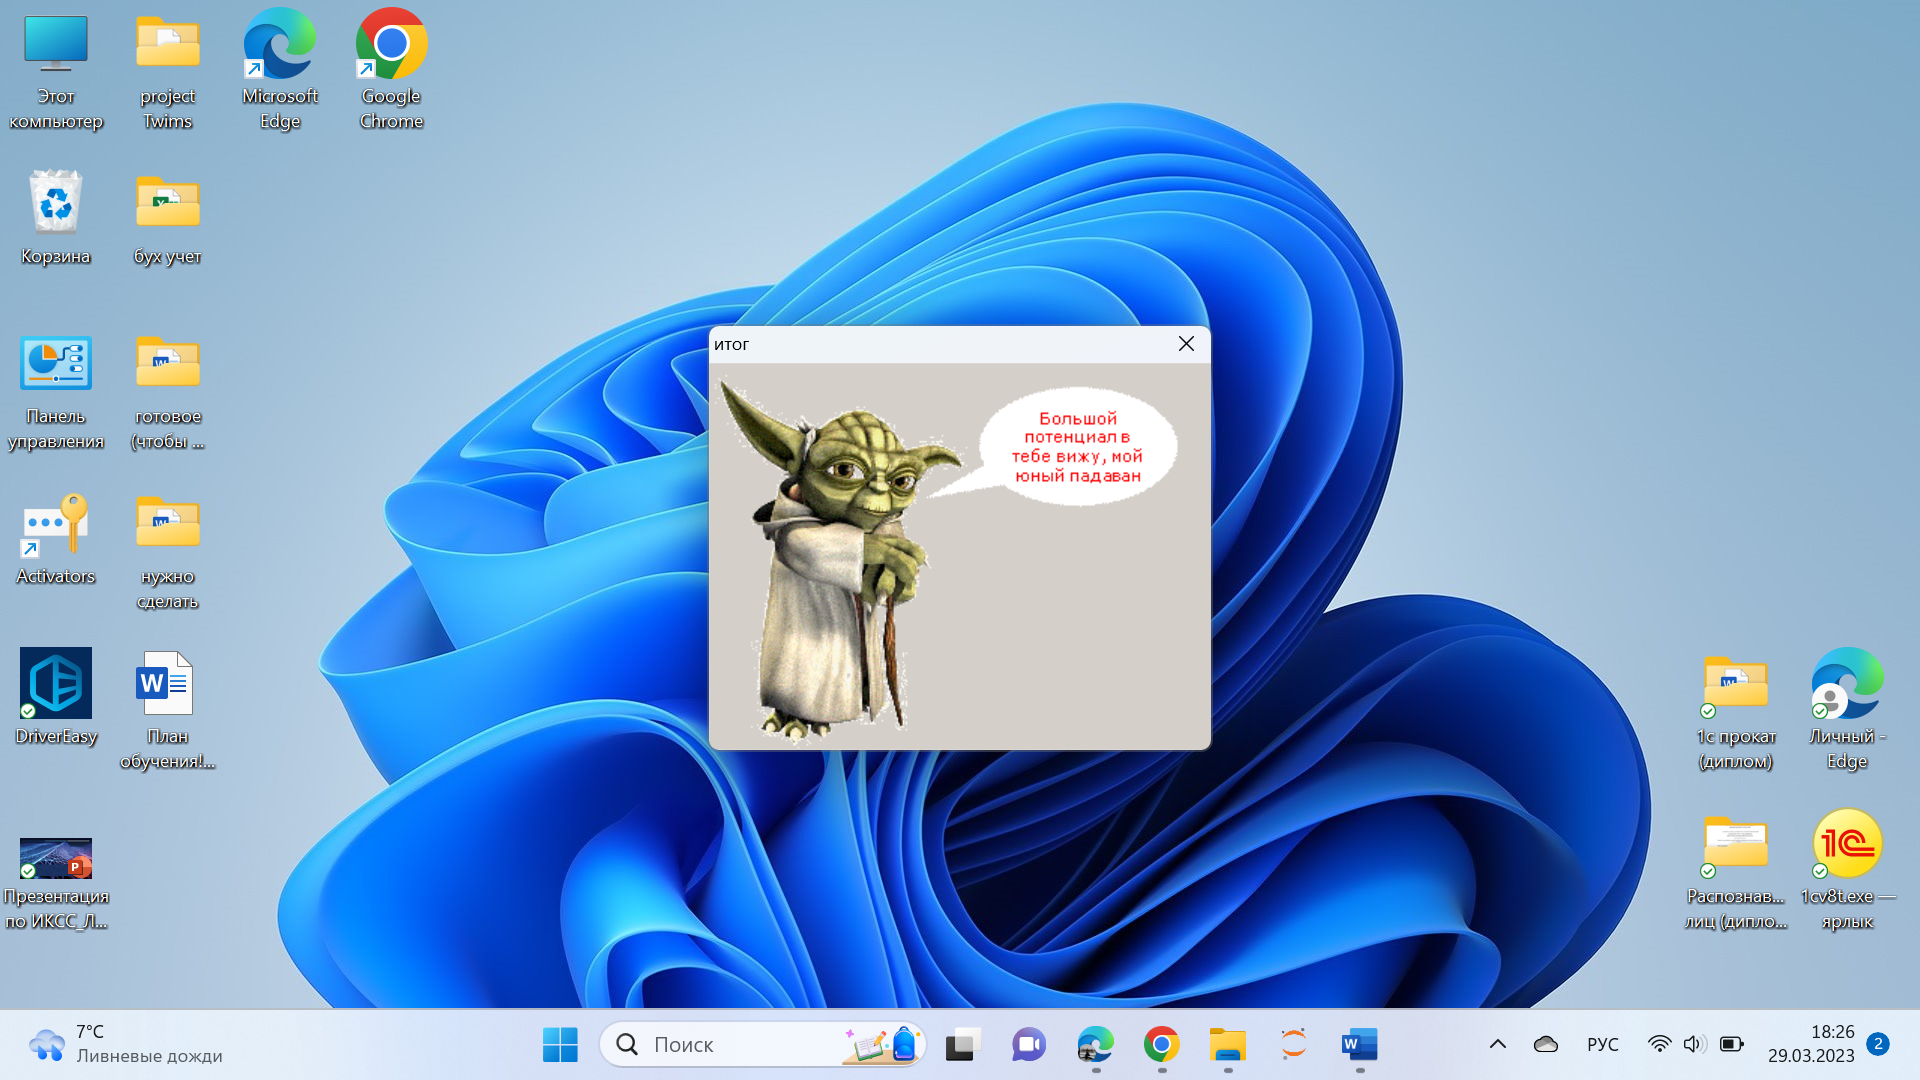 Этот
компьютер
project
Twims
Microsoft
Edge
Google
Chrome
Корзина
бух учет
Панель
управления
готовое
(чтобы ...
Activators
нужно
сделать
DriverEasy
W
План
обучения!...
P
Презентация
по ИКСС_Л...
итог
Большой
потенциал в
тебе вижу, мой
юный падаван
1с прокат
(диплом)
Личный -
Edge
Распознав...
лиц (дипло...
1С
1cv8t.exe —
ярлык
7°C
Ливневые дожди
Поиск
W
РУС
18:26
29.03.2023
2